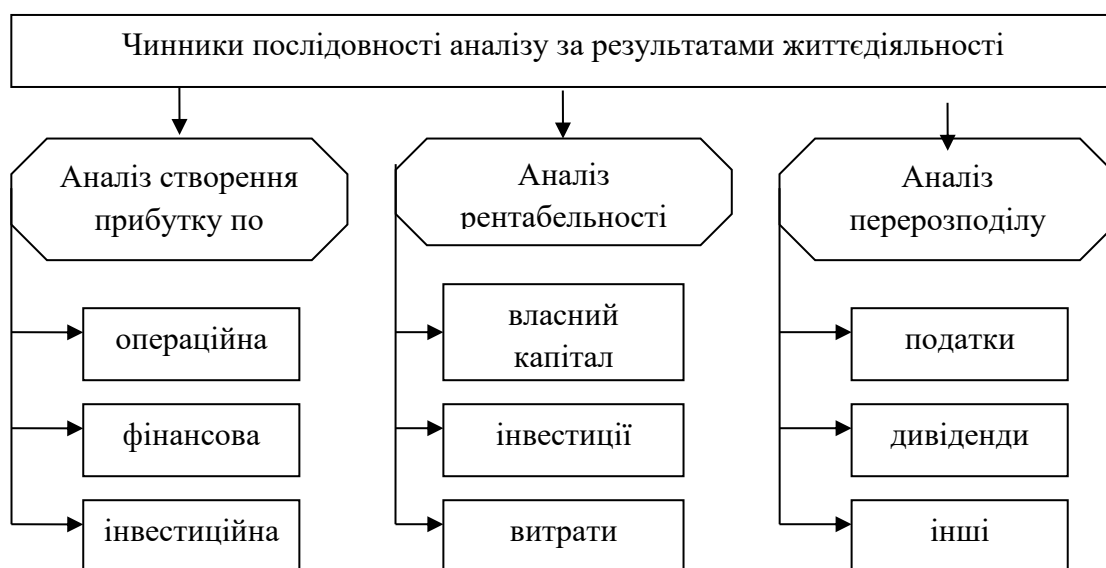 Чинники послідовності аналізу за результатами життєдіяльності
Аналіз створення
прибутку по
операційна
фінансова
інвестиційна
Аналіз
рентабельності
власний
капітал
інвестиції
витрати
Аналіз
перерозподілу
податки
дивіденди
інші